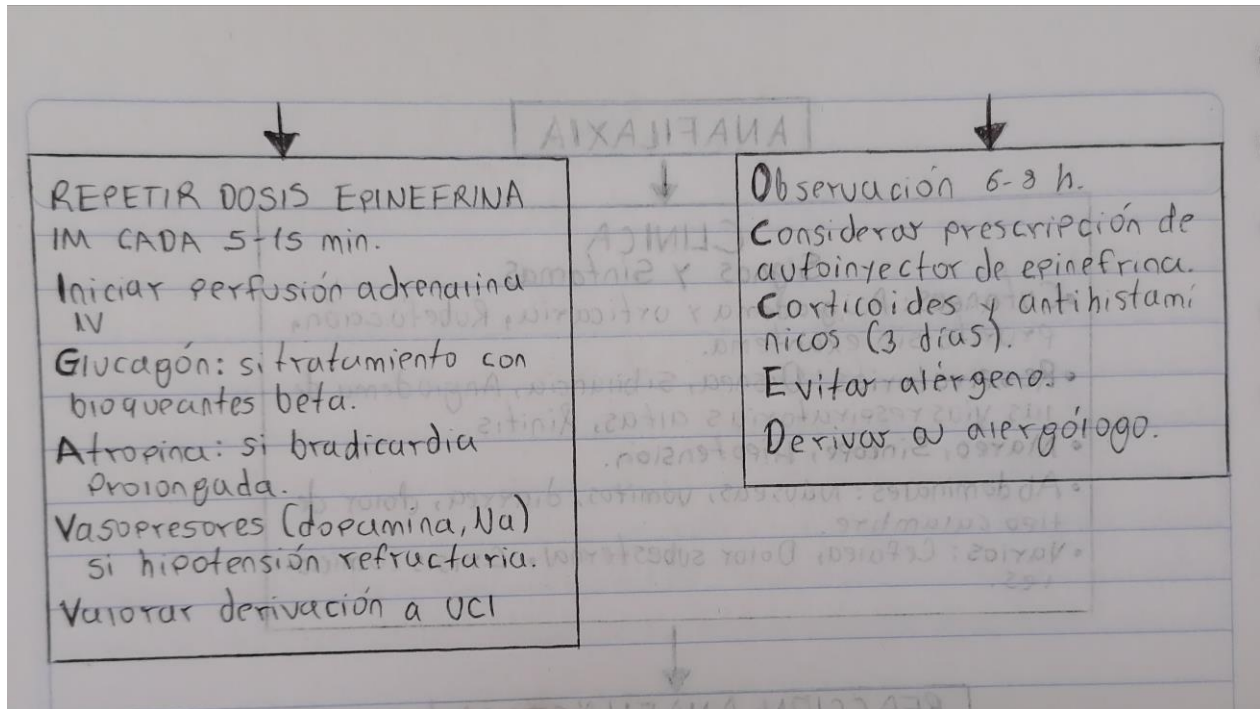 REPETIR DOSIS EPINEFRINA
IM CADA 5-15 min.
Iniciar perfusión adrenalina
IV
Glucagón: si tratamiento con
bloqueantes beta.
Atropina: si bradicardia
prolongada.
Vasopresores (dopamina, Na)
si hipotensión refractaria.
Valorar derivación a UCI
Observación 6-8 h.
Considerar prescripción de
autoinyector de epinefrina.
Corticoides y antihistamí
nicos (3 días).
Evitar alérgeno.
Derivar a alergólogo.
ANAFILAXIA